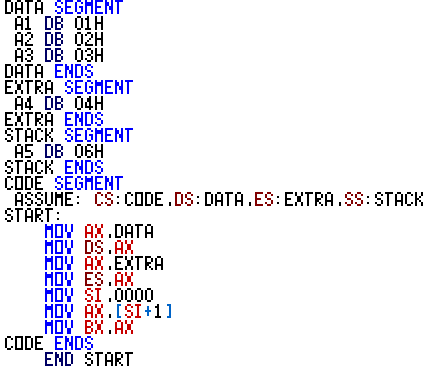 DATA SEGMENT
A1 DB 01H
A2 DB 02H
A3 DB 03H
DATA ENDS
EXTRA SEGMENT
A4 DB 04H
EXTRA ENDS
STACK SEGMENT
A5 DB 06H
STACK ENDS
CODE SEGMENT
ASSUME: CS:CODE.DS:DATA.ES:EXTRA.SS:STACK
START:
MOV AX.DATA
MOV DS.AX
MOV AX.EXTRA
MOV ES.AX
MOV SI.0000
MOV AX.[SI+1]
MOV BX.AX
CODE ENDS
END START